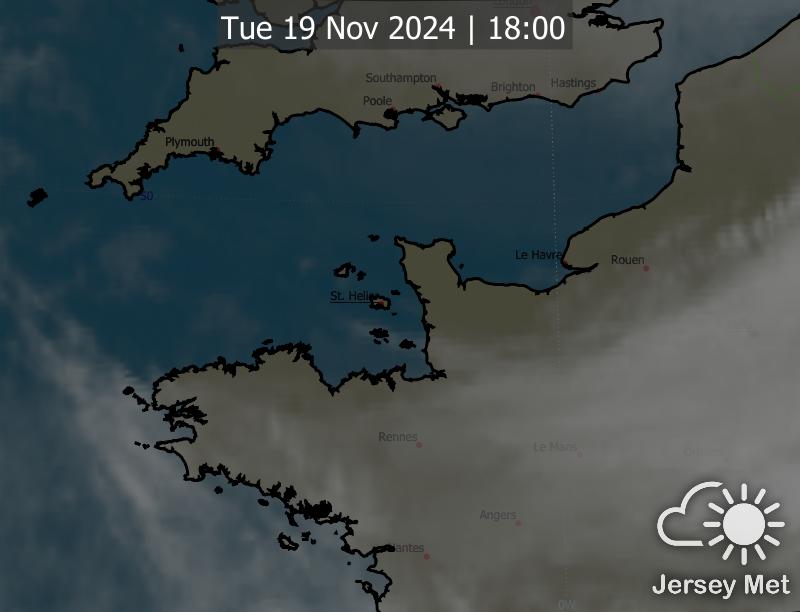 London
Tue 19 Nov 2024 | 18:00
Southampton
Brighton
Hastings
Poole
Plymouth
50
Le Havre
Rouen
St. Helier
Rennes
Le Mans
Orleans
Angers
Nantes
Jersey Met
0W